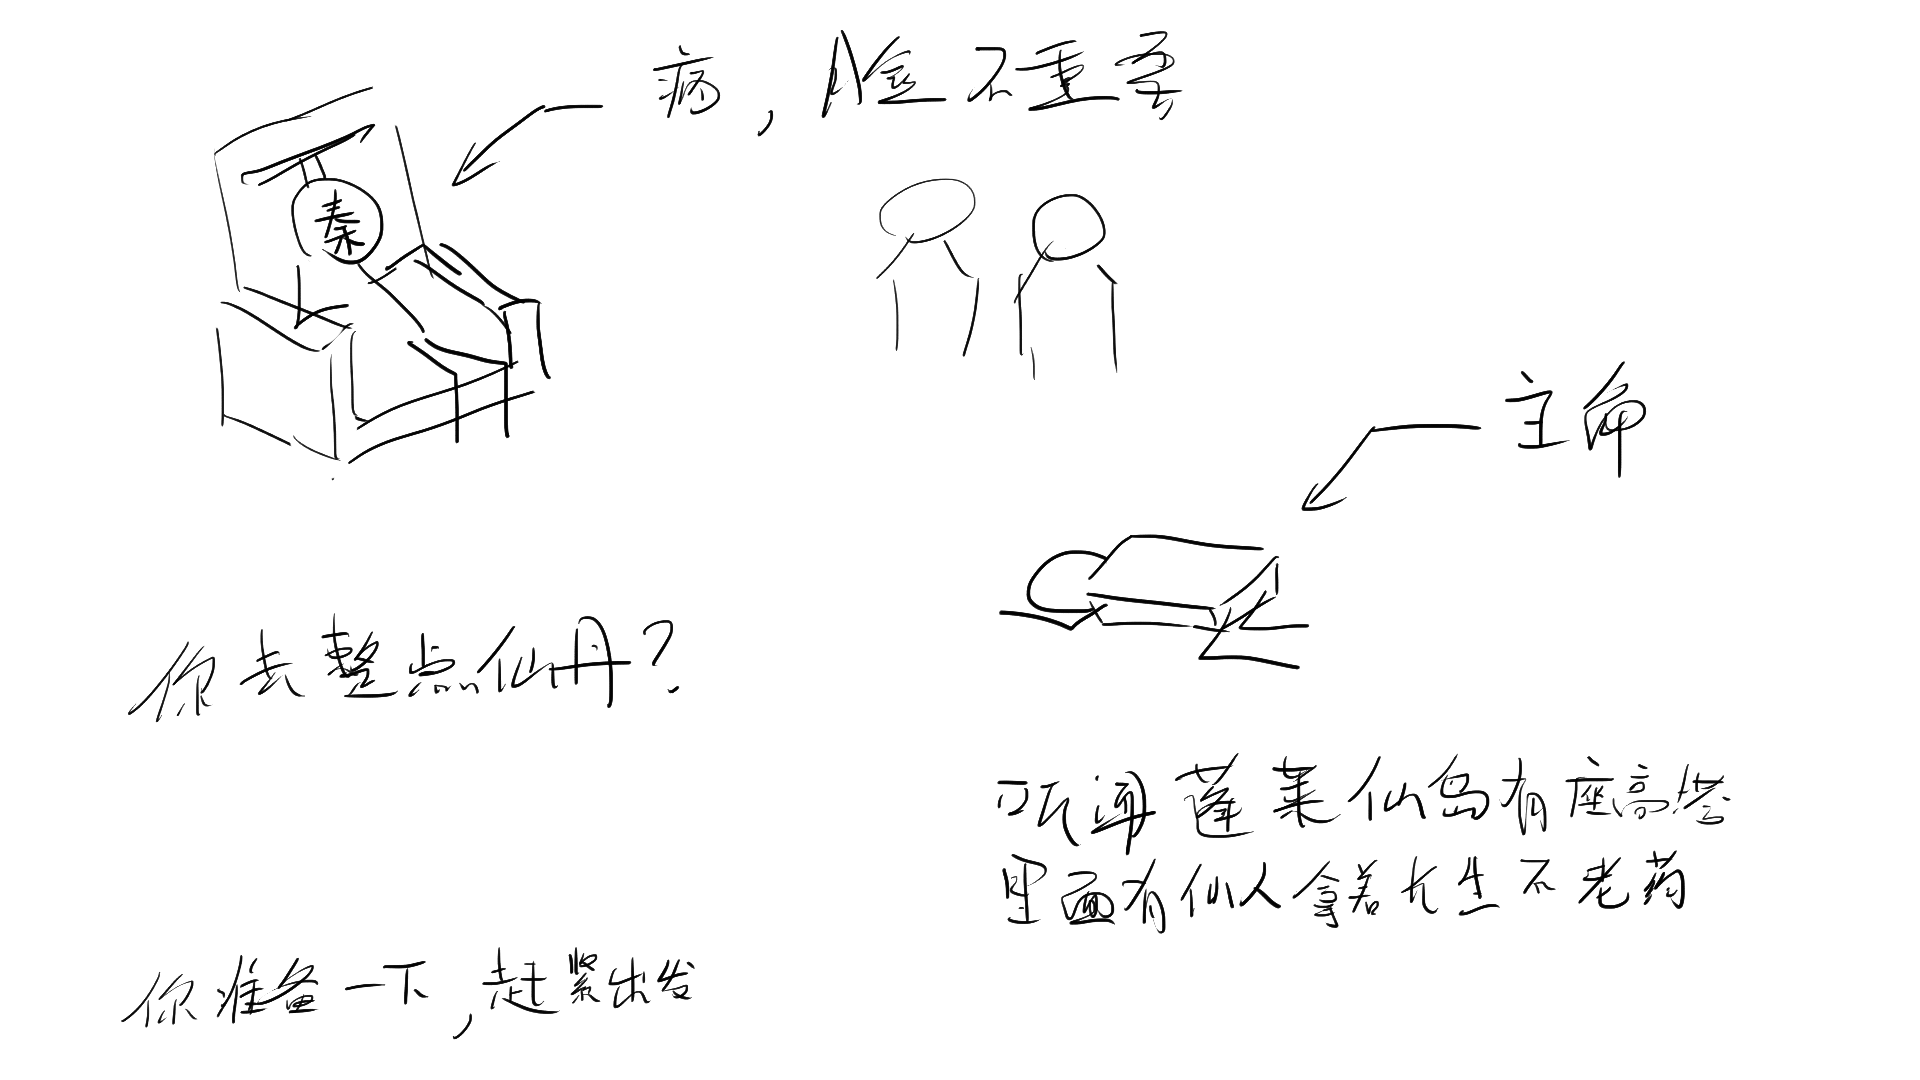 病，脸不重要
秦
主命
你去整点仙丹？
听闻蓬莱仙岛有座高塔
里面有仙人拿着长生不老药
你准备一下，赶紧出发